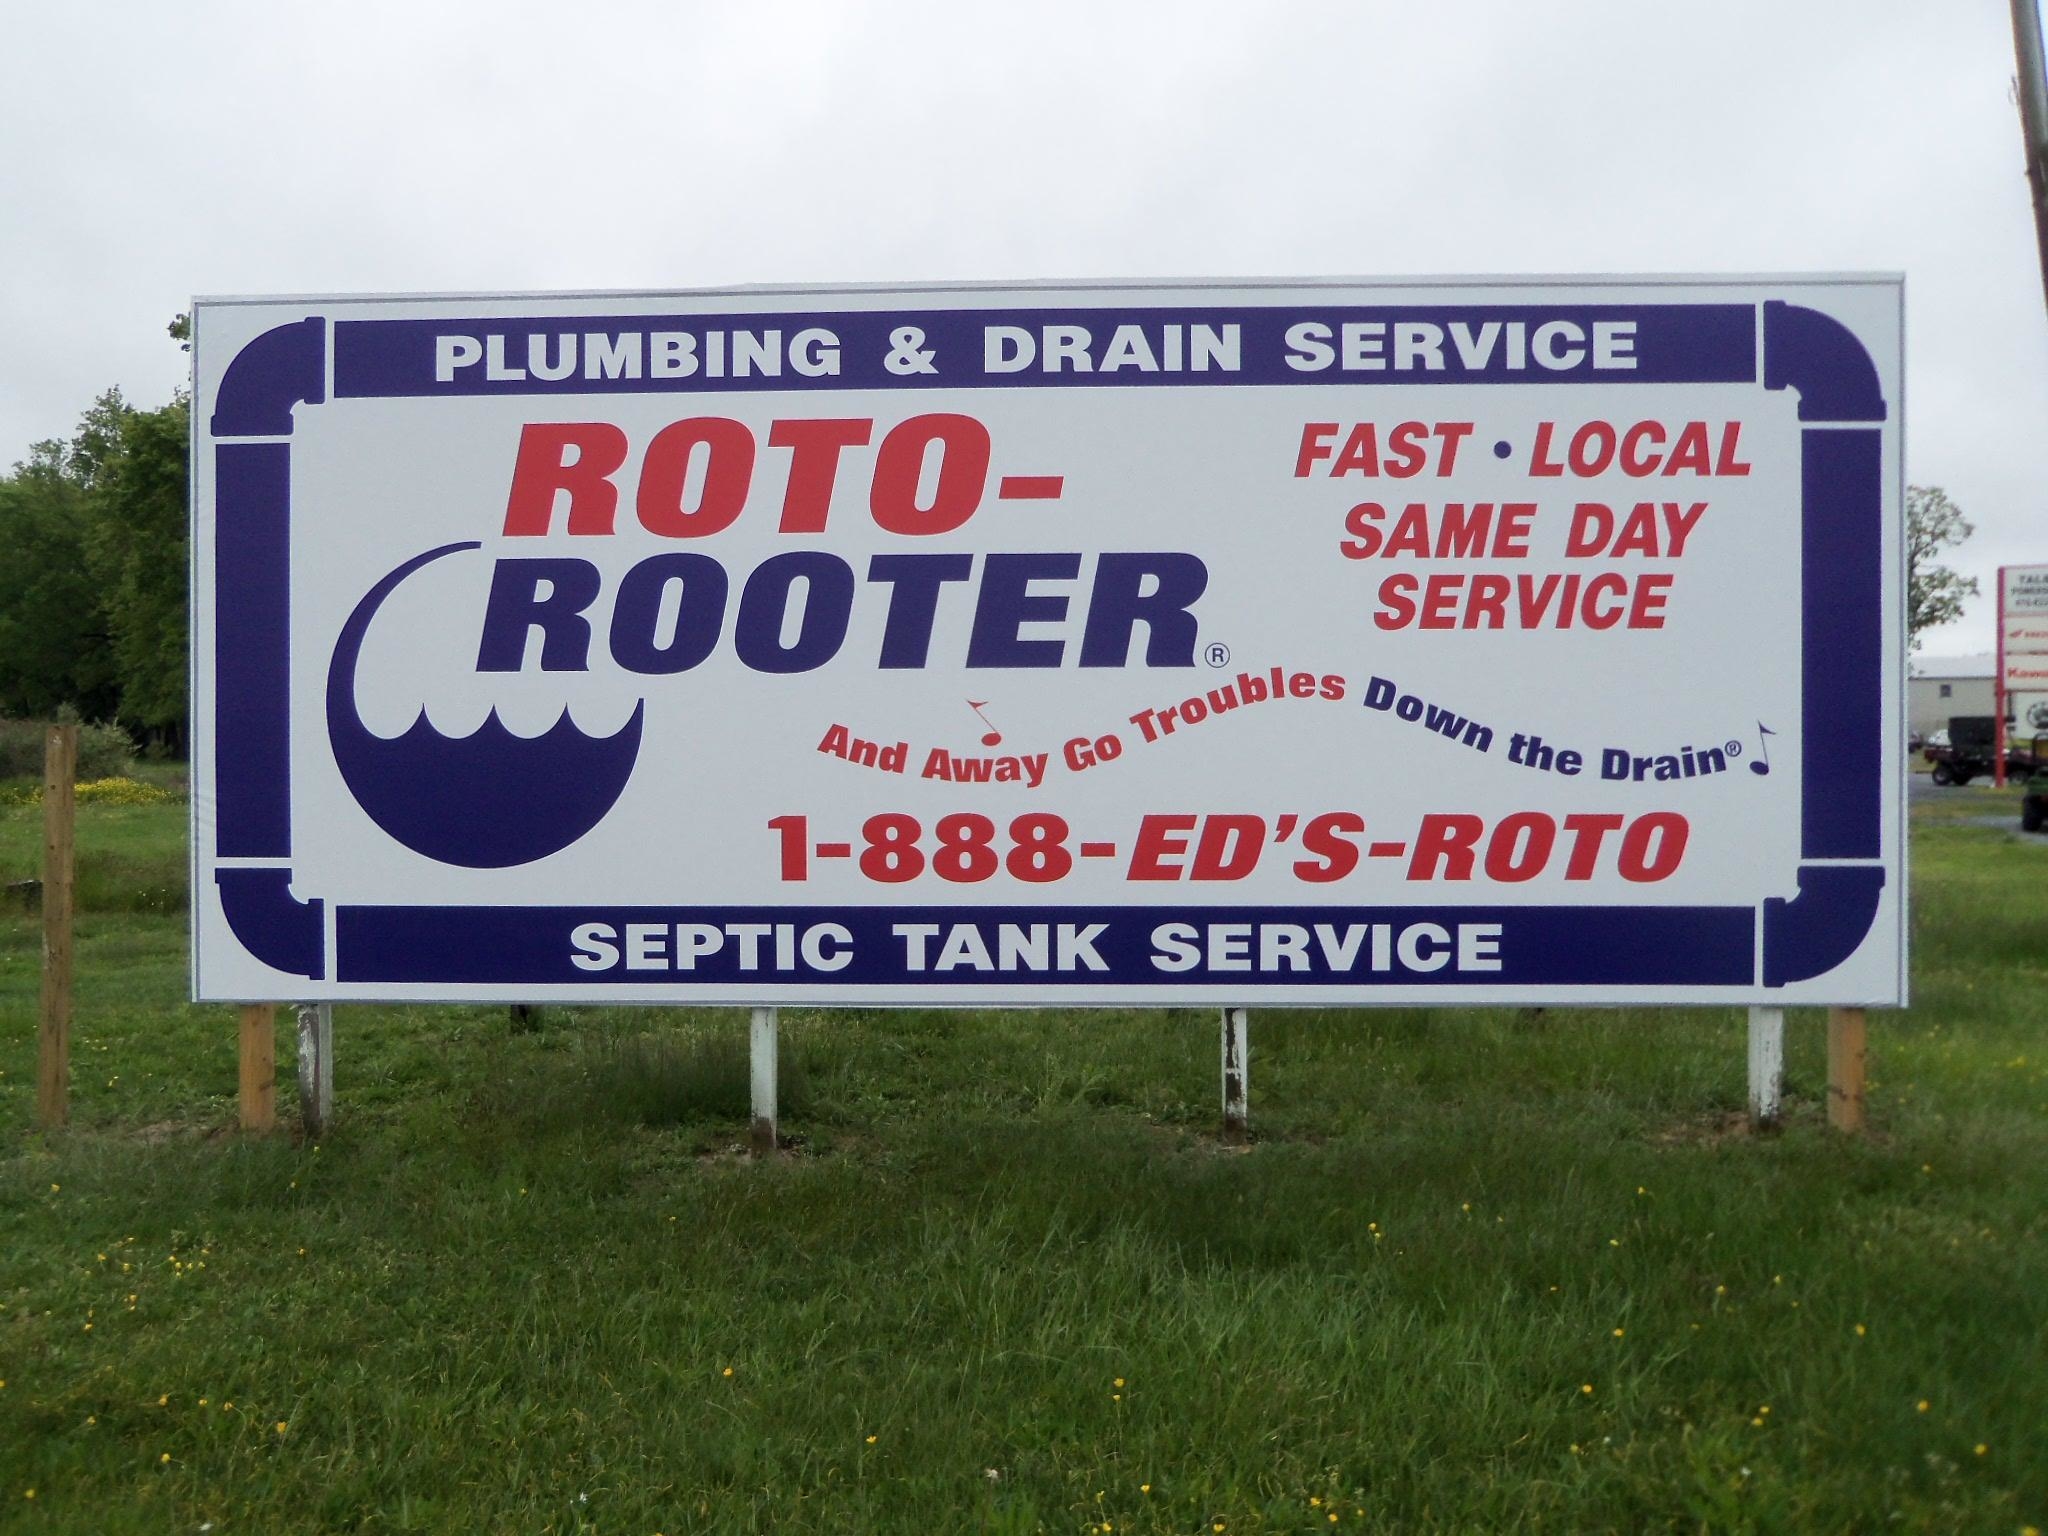 PLUMBING & DRAIN SERVICE
ROTO-
ROOTER®
FAST • LOCAL
SAME DAY
SERVICE
And Away Go Troubles Down the Drain®
1-888-ED'S-ROTO
SEPTIC TANK SERVICE